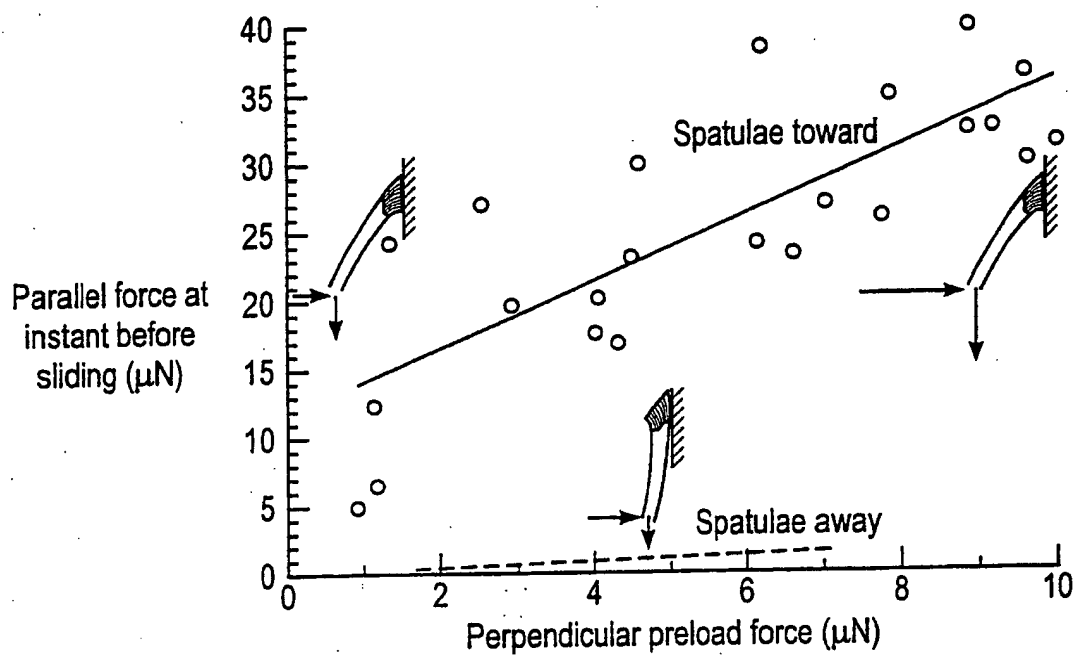 40
35
30
25
20
15
10
5
0
Parallel force at
instant before
sliding (μN)
Spatulae toward
Spatulae away
0 2 4 6 8 10
Perpendicular preload force (μN)